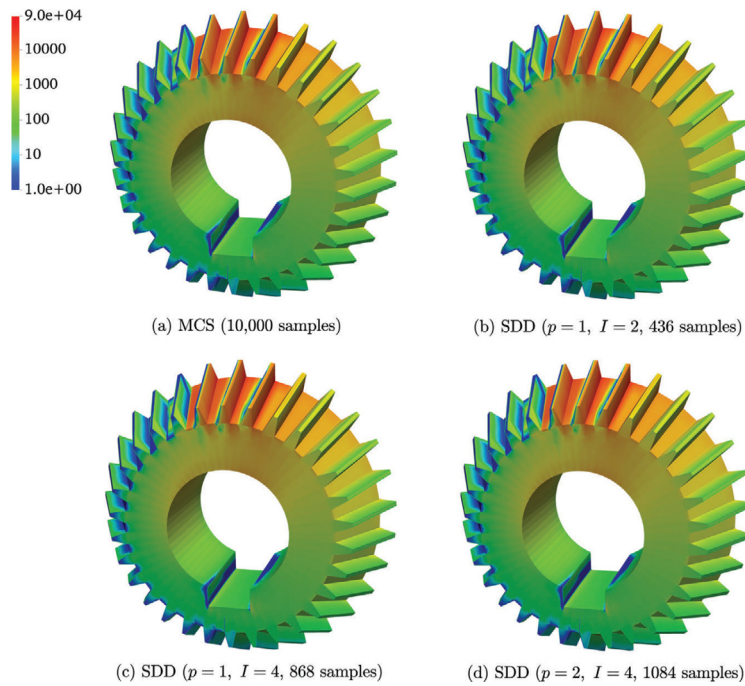 9.0e+04
10000
1000
100
10
1.0e+00
(a) MCS (10,000 samples)
(b) SDD (p = 1, I = 2, 436 samples)
(c) SDD (p = 1, I = 4, 868 samples)
(d) SDD (p = 2, I = 4, 1084 samples)